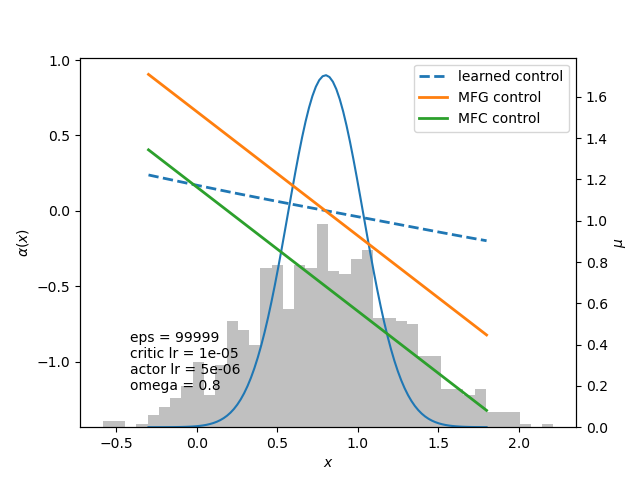 learned control
MFG control
MFC control
1.0
0.5
0.0
−0.5
−1.0
α(x)
1.6
1.4
1.2
1.0
0.8
0.6
0.4
0.2
0.0
μ
eps = 99999
critic lr = 1e-05
actor lr = 5e-06
omega = 0.8
−0.5
0.0
0.5
1.0
1.5
2.0
x